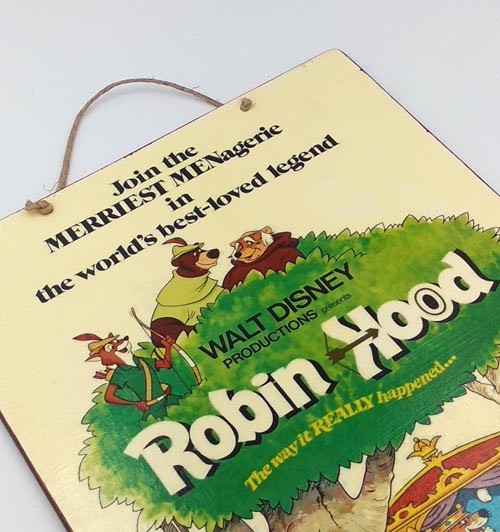 Join the
MERRIEST MENagerie
in
the world's best-loved legend
WALT DISNEY
PRODUCTIONS presents
Robin Hood
The way it REALLY happened...